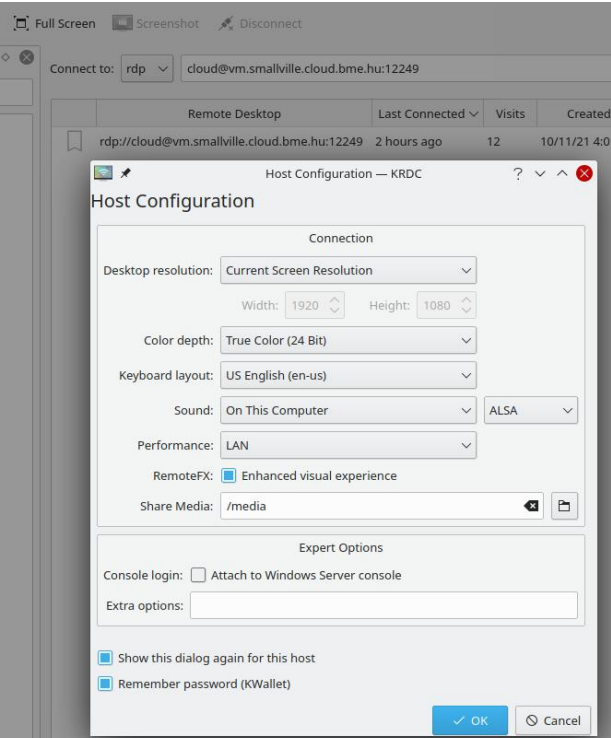 Full Screen Screenshot Disconnect
Connect to: rdp cloud@vm.smallville.cloud.bme.hu:12249
Remote Desktop Last Connected Visits Created
rdp://cloud@vm.smallville.cloud.bme.hu:12249 2 hours ago 12 10/11/21 4:0
Host Configuration — KRDC
Host Configuration
Connection
Desktop resolution: Current Screen Resolution
Width: 1920 Height: 1080
Color depth: True Color (24 Bit)
Keyboard layout: US English (en-us)
Sound: On This Computer ALSA
Performance: LAN
RemoteFX: Enhanced visual experience
Share Media: /media
Expert Options
Console login: Attach to Windows Server console
Extra options:
Show this dialog again for this host
Remember password (KWallet)
OK Cancel